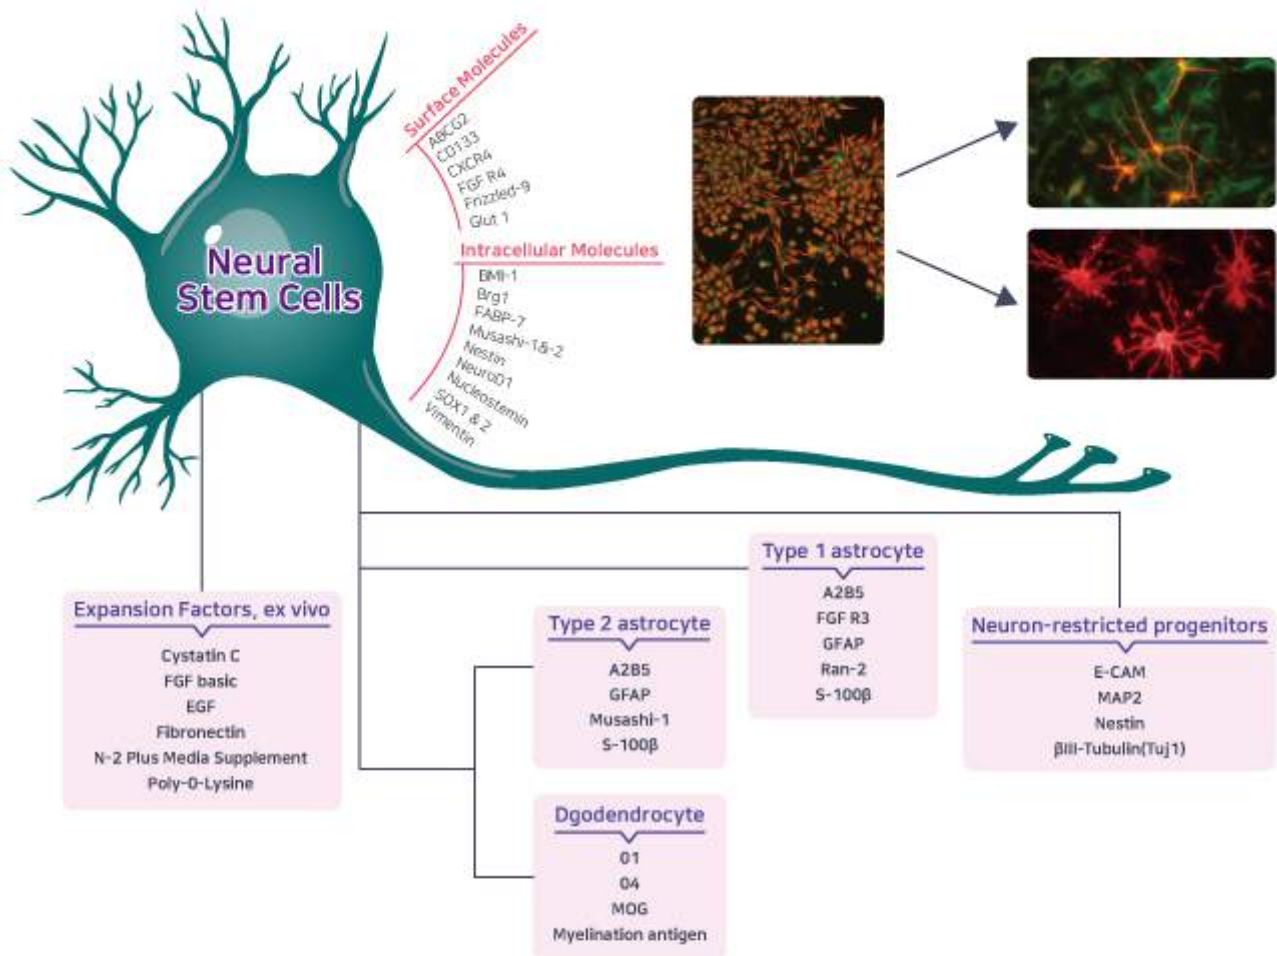 Surface Molecules
ABCG2
CD133
CXCR4
FGF R4
Frizzled-9
Glut 1
Neural
Stem Cells
Intracellular Molecules
BMI-1
Brg1
FABP-7
Musashi-1&-2
Nestin
NeuroD1
Nucleostemin
SOX1 & 2
Vimentin
Expansion Factors, ex vivo
Cystatin C
FGF basic
EGF
Fibronectin
N-2 Plus Media Supplement
Poly-O-Lysine
Type 2 astrocyte
A2B5
GFAP
Musashi-1
S-100β
Dgodendrocyte
01
04
MOG
Myelination antigen
Type 1 astrocyte
A2B5
FGF R3
GFAP
Ran-2
S-100β
Neuron-restricted progenitors
E-CAM
MAP2
Nestin
βIII-Tubulin(Tuj1)